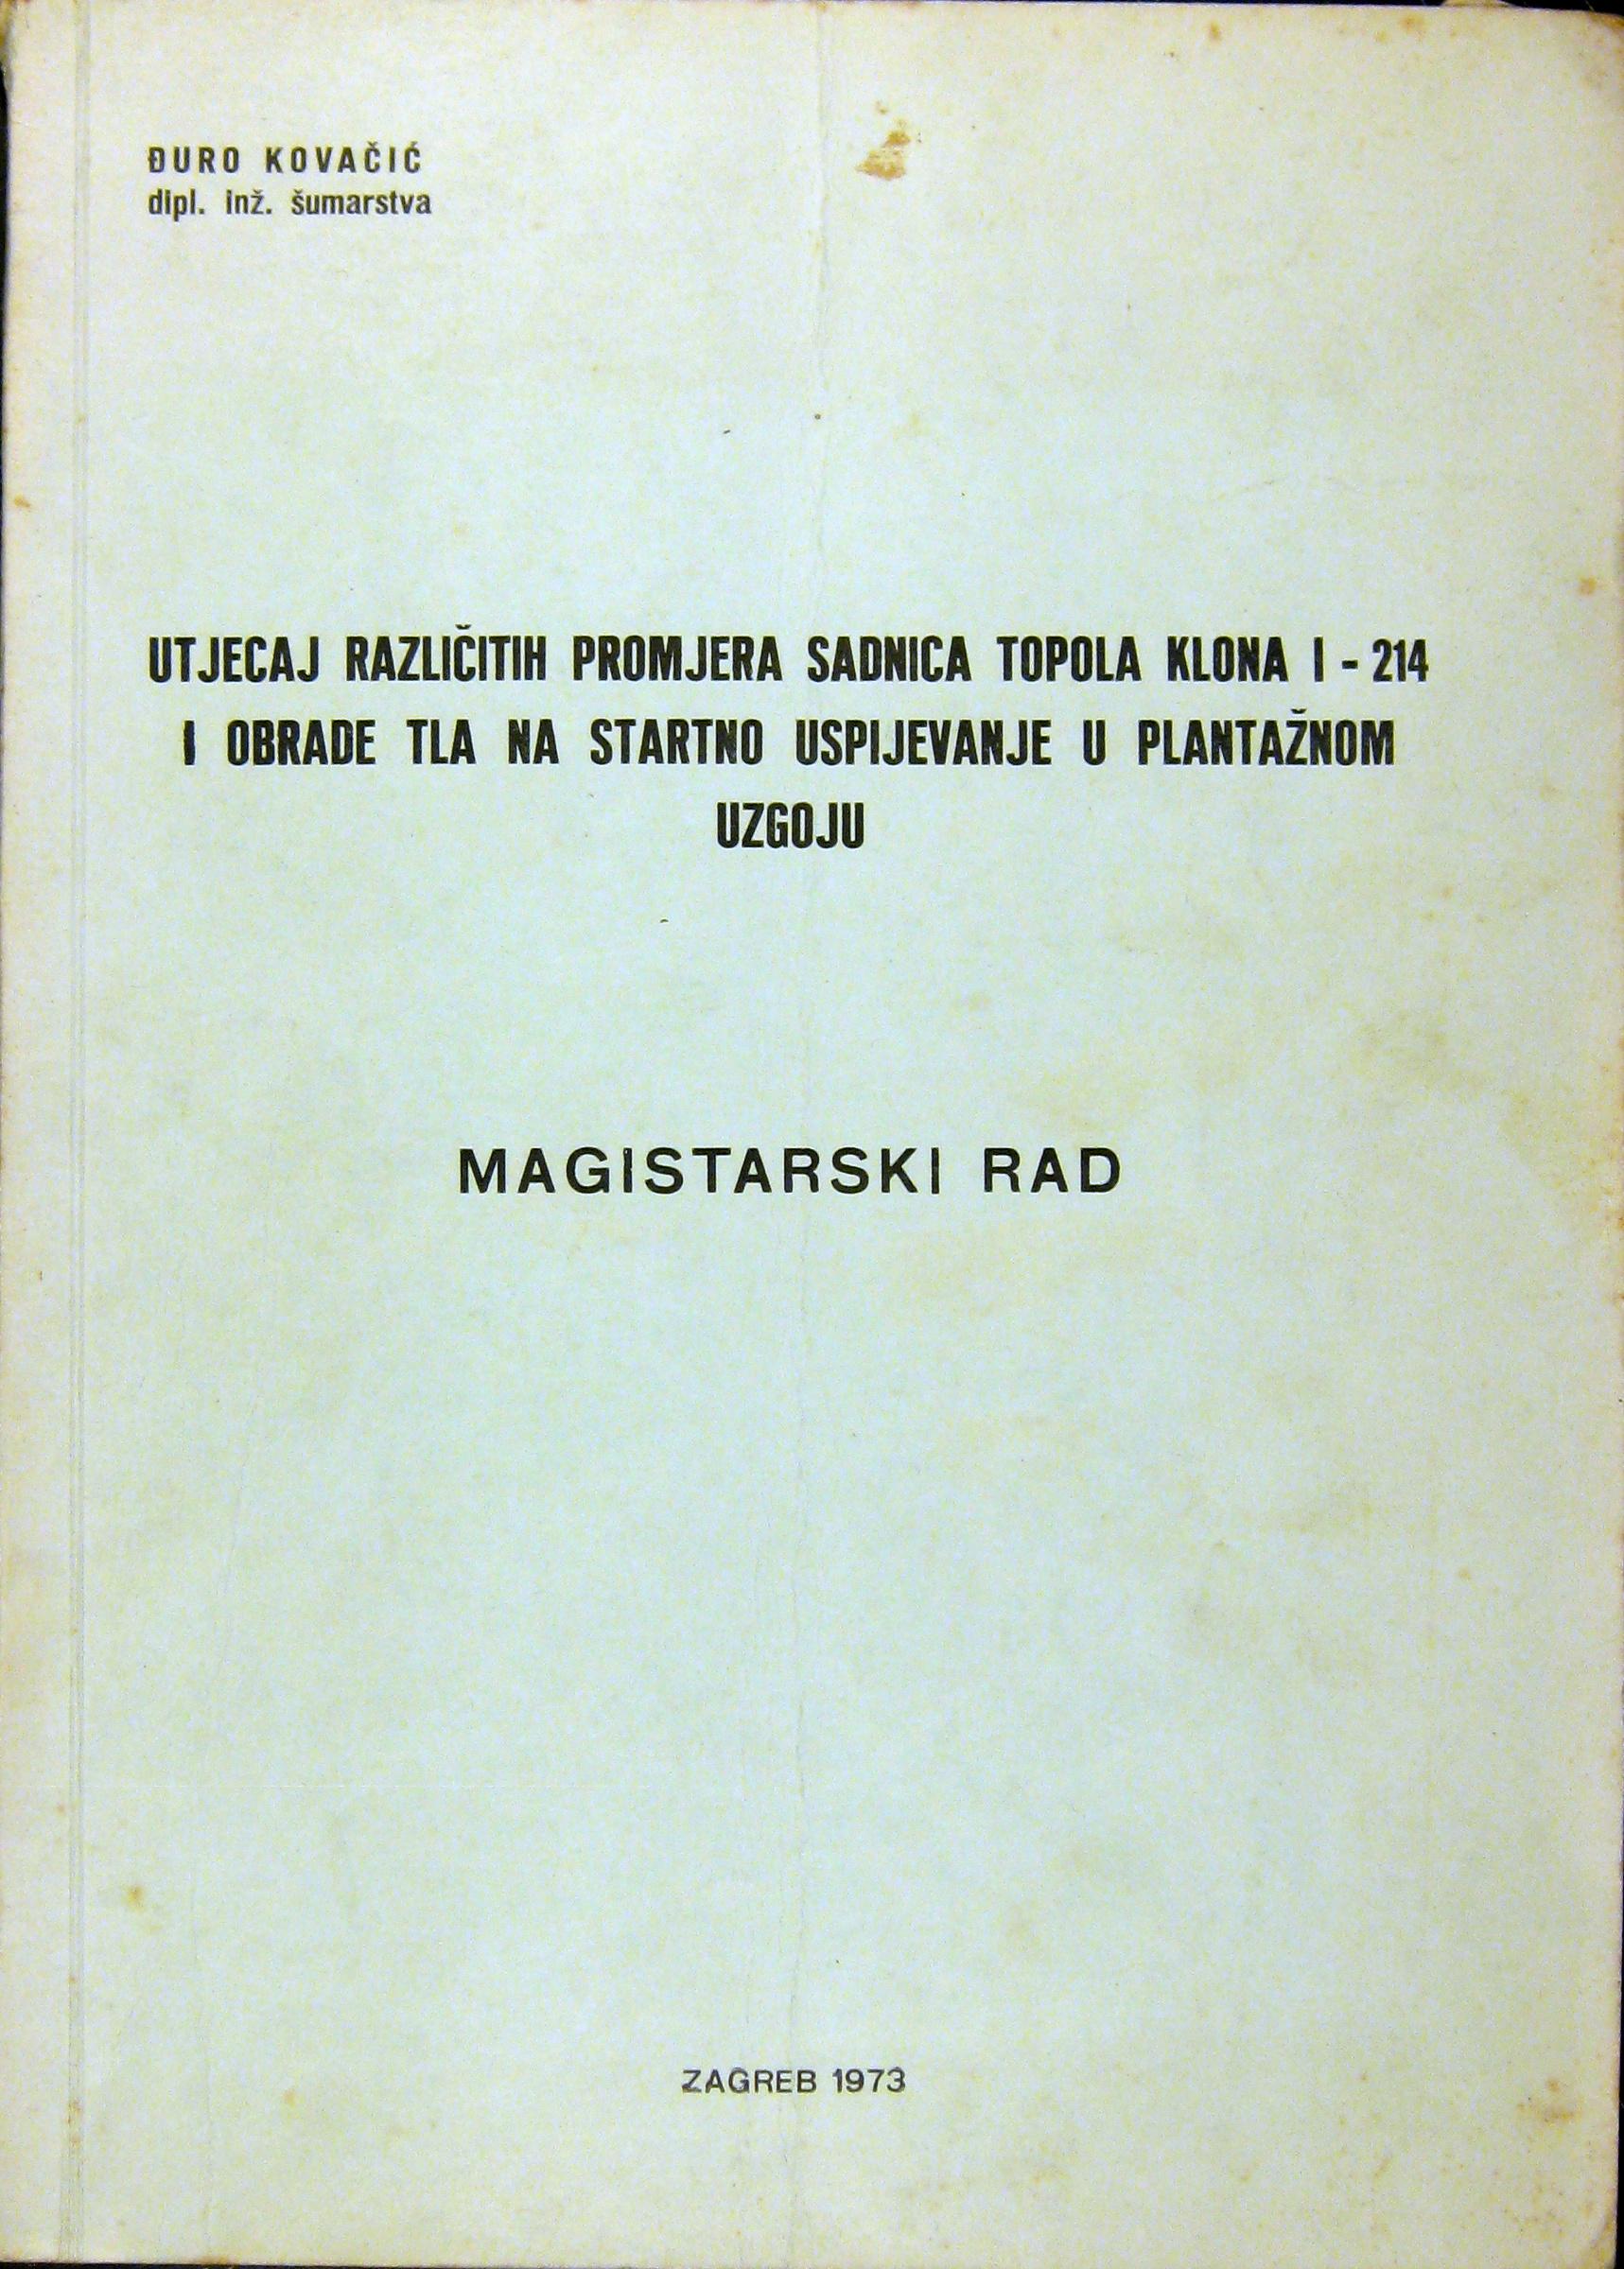 ĐURO KOVAČIĆ
dipl. inž. šumarstva
UTJECAJ RAZLIČITIH PROMJERA SADNICA TOPOLA KLONA I - 214
I OBRADE TLA NA STARTNO USPIJEVANJE U PLANTAŽNOM
UZGOJU
MAGISTARSKI RAD
ZAGREB 1973